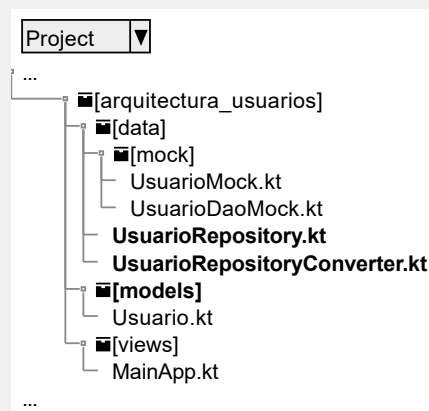 Project
...
[arquitectura_usuarios]
[data]
[mock]
UsuarioMock.kt
UsuarioDaoMock.kt
UsuarioRepository.kt
UsuarioRepositoryConverter.kt
[models]
Usuario.kt
[views]
MainApp.kt
...